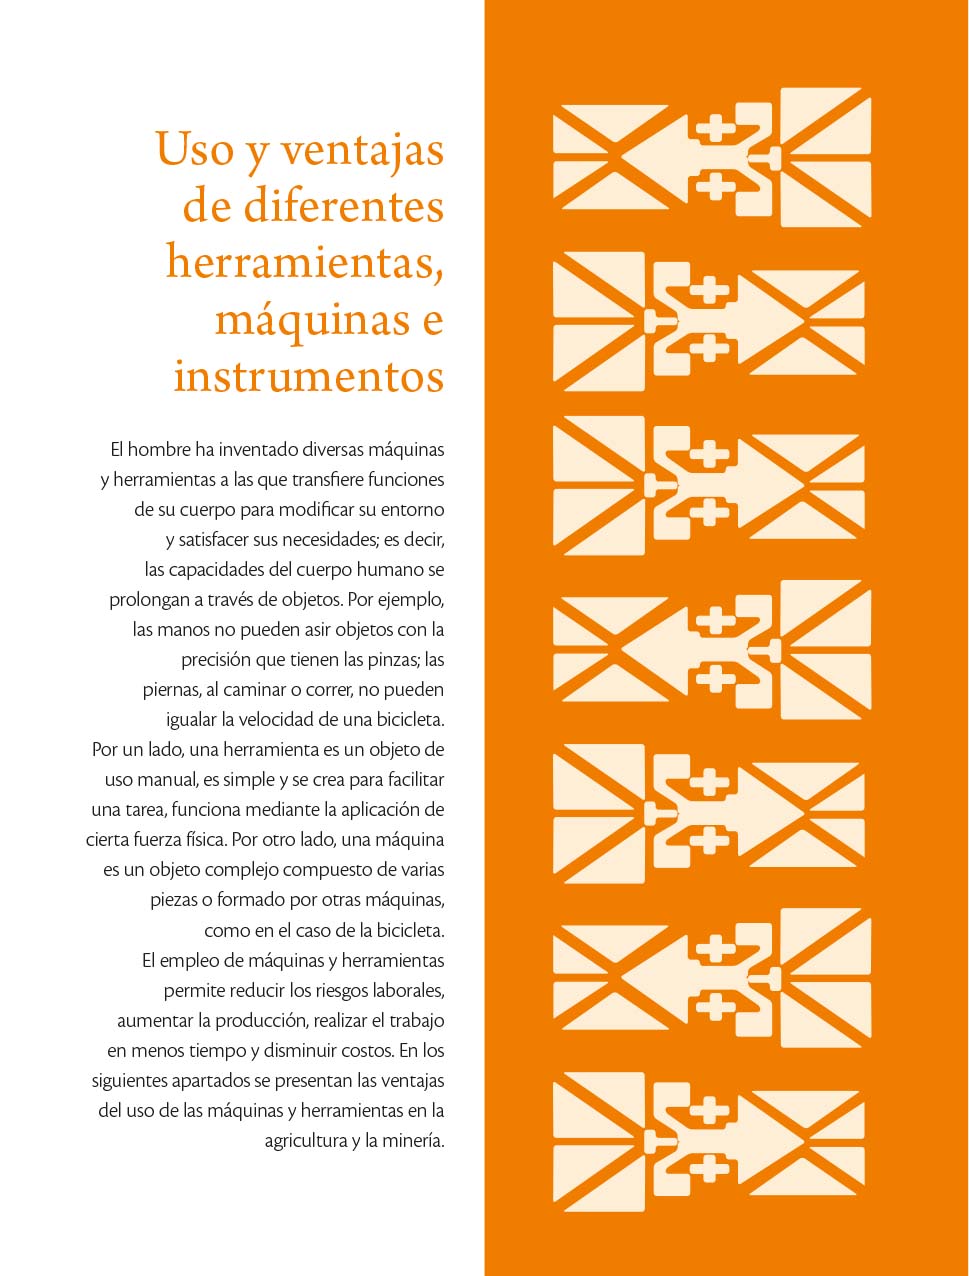 Uso y ventajas
de diferentes
herramientas,
máquinas e
instrumentos
El hombre ha inventado diversas máquinas
y herramientas a las que transfiere funciones
de su cuerpo para modificar su entorno
y satisfacer sus necesidades; es decir,
las capacidades del cuerpo humano se
prolongan a través de objetos. Por ejemplo,
las manos no pueden asir objetos con la
precisión que tienen las pinzas; las
piernas, al caminar o correr, no pueden
igualar la velocidad de una bicicleta.
Por un lado, una herramienta es un objeto de
uso manual, es simple y se crea para facilitar
una tarea, funciona mediante la aplicación de
cierta fuerza física. Por otro lado, una máquina
es un objeto complejo compuesto de varias
piezas o formado por otras máquinas,
como en el caso de la bicicleta.
El empleo de máquinas y herramientas
permite reducir los riesgos laborales,
aumentar la producción, realizar el trabajo
en menos tiempo y disminuir costos. En los
siguientes apartados se presentan las ventajas
del uso de las máquinas y herramientas en la
agricultura y la minería.